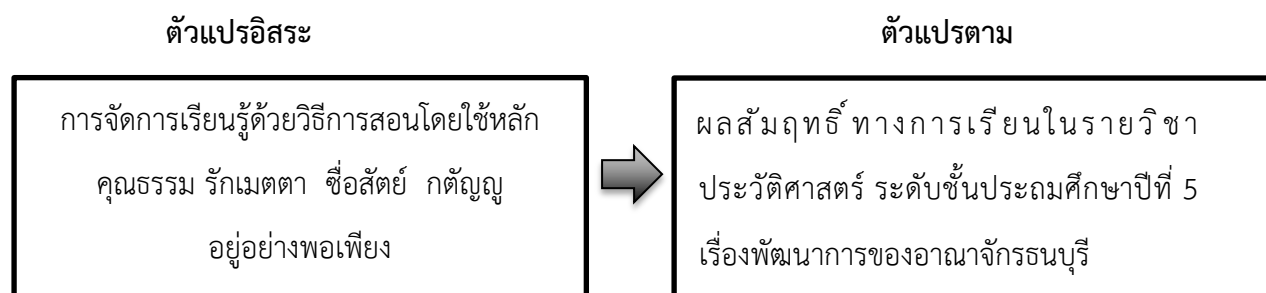 ตัวแปรอิสระ
ตัวแปรตาม
การจัดการเรียนรู้ด้วยวิธีการสอนโดยใช้หลัก
คุณธรรม รักเมตตา ซื่อสัตย์ กตัญญู
อยู่อย่างพอเพียง
ผลสัมฤทธิ์ทางการเรียนในรายวิชา
ประวัติศาสตร์ ระดับชั้นประถมศึกษาปีที่ 5
เรื่องพัฒนาการของอาณาจักรธนบุรี